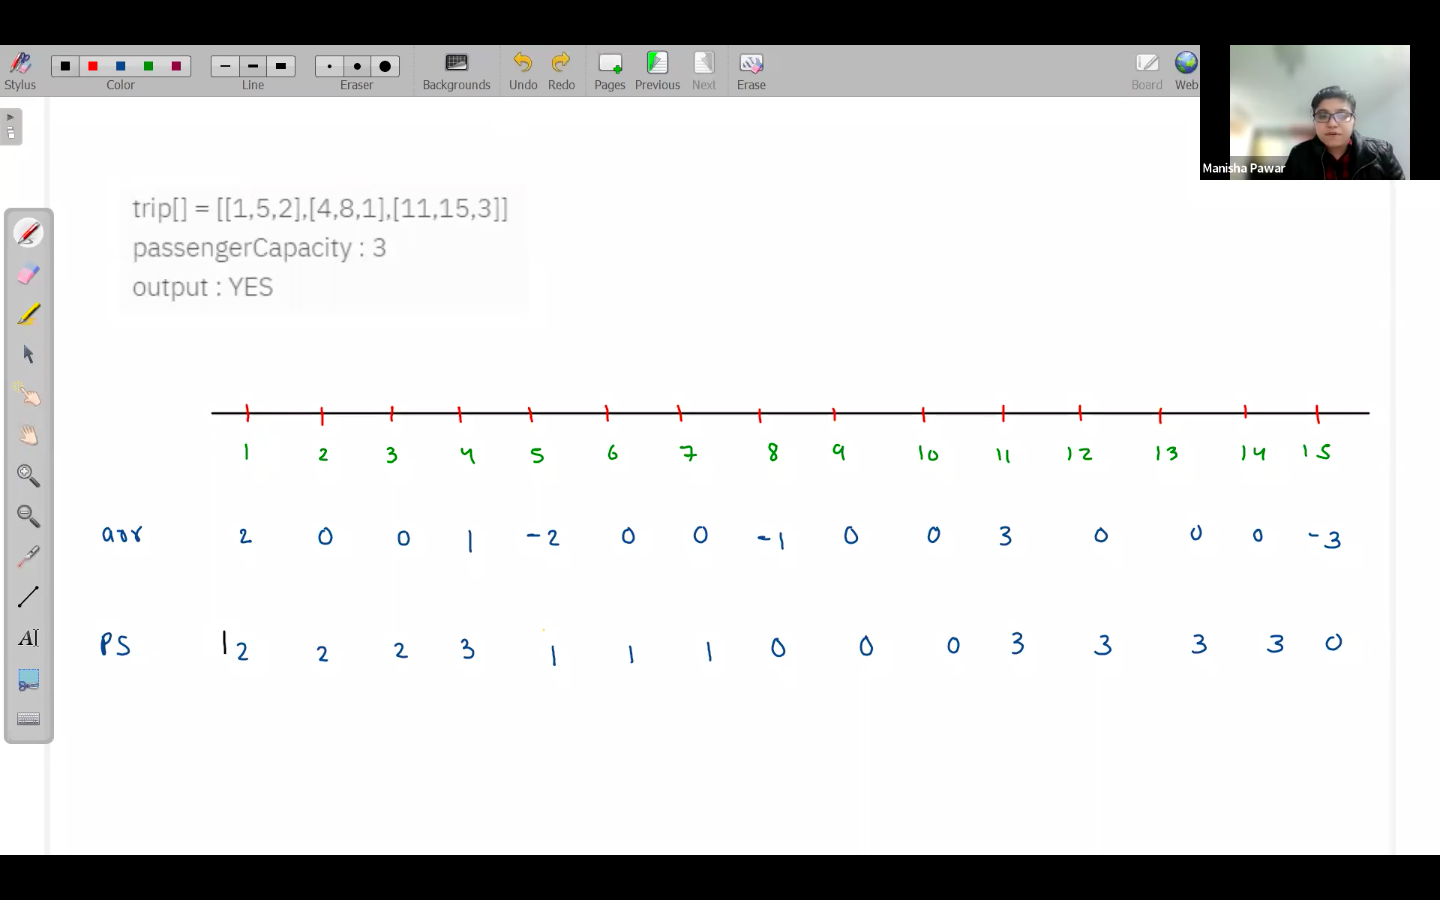 Stylus Color Line Eraser Backgrounds Undo Redo Pages Previous Next Erase Board Web
Manisha Pawar
trip[] = [[1,5,2],[4,8,1],[11,15,3]]
passengerCapacity : 3
output : YES
1 2 3 4 5 6 7 8 9 10 11 12 13 14 15
arr 2 0 0 1 -2 0 0 -1 0 0 3 0 0 0 -3
PS 2 2 2 3 1 1 1 0 0 0 3 3 3 3 0